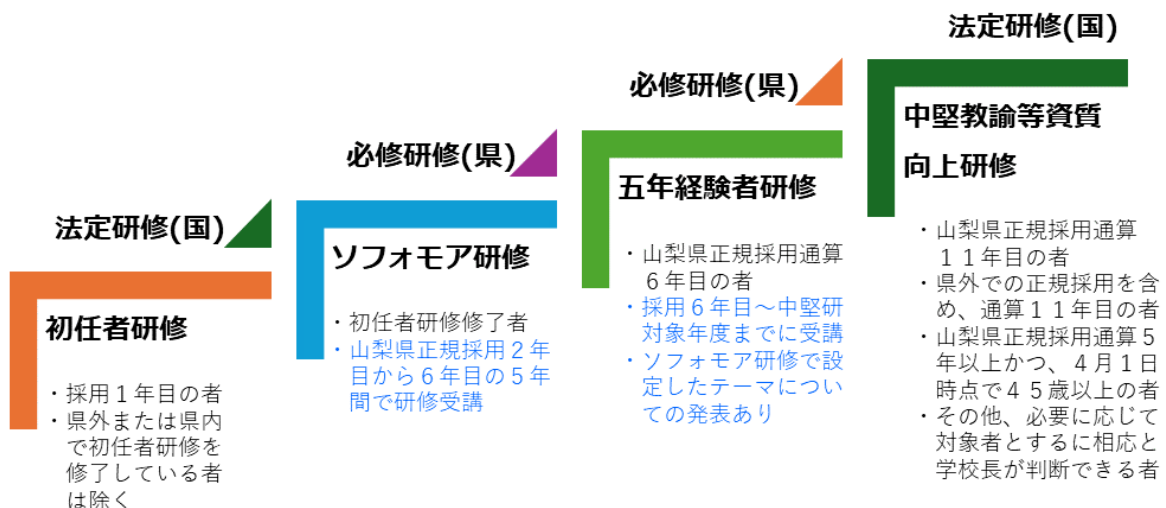 法定研修(国)
初任者研修
・採用１年目の者
・県外または県内
で初任者研修を
修了している者
は除く
必修研修(県)
ソフォモア研修
・初任者研修修了者
・山梨県正規採用２年
目から６年目の５年
間で研修受講
必修研修(県)
五年経験者研修
・山梨県正規採用通算
６年目の者
・採用６年目～中堅研
対象年度までに受講
・ソフォモア研修で設
定したテーマについ
ての発表あり
法定研修(国)
中堅教諭等資質
向上研修
・山梨県正規採用通算
１１年目の者
・県外での正規採用を含
め、通算１１年目の者
・山梨県正規採用通算５
年以上かつ、４月１日
時点で４５歳以上の者
・その他、必要に応じて
対象者とするに相応と
学校長が判断できる者